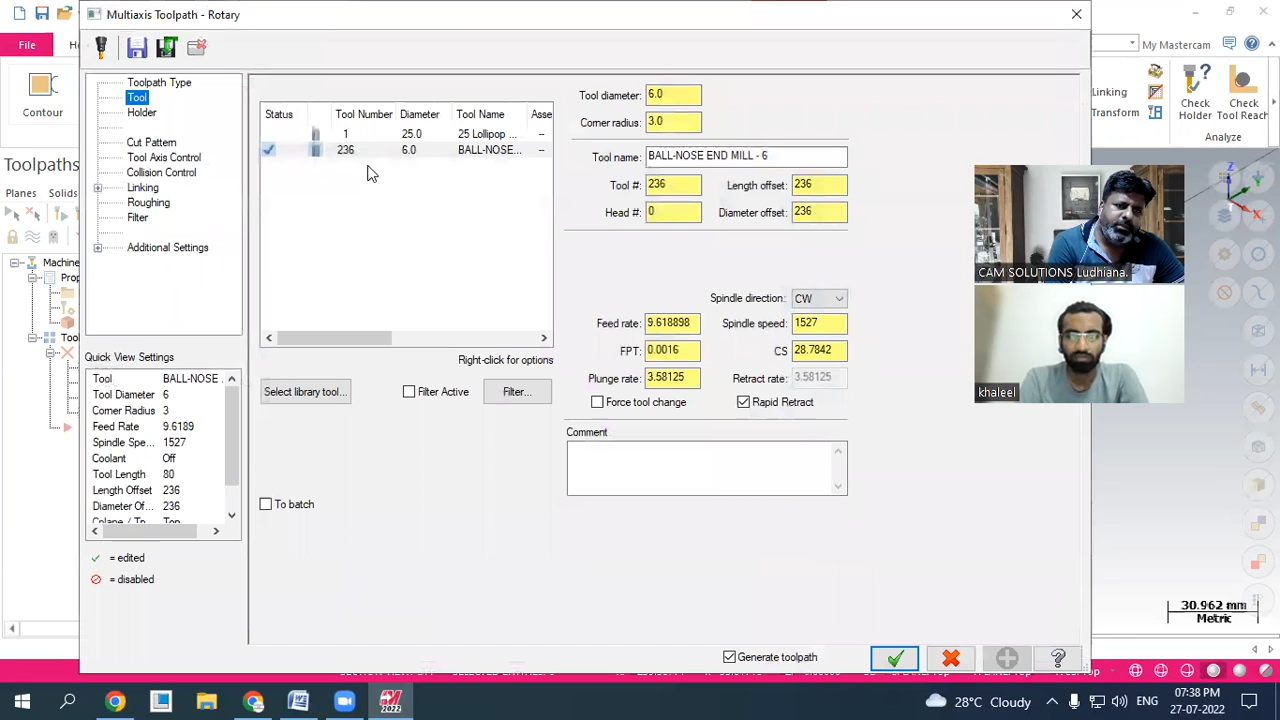 Multiaxis Toolpath - Rotary
File
My Mastercam
Contour
Linking
Transform
Check
Holder
Check
Tool Reach
Analyze
Toolpaths
Planes
Solids
Toolpath Type
Tool
Holder
Cut Pattern
Tool Axis Control
Collision Control
Linking
Roughing
Filter
Additional Settings
Status
Tool Number
Diameter
Tool Name
Asse
1
25.0
25 Lollipop ...
--
236
6.0
BALL-NOSE...
--
Right-click for options
Select library tool...
Filter Active
Filter...
To batch
Tool diameter:
6.0
Corner radius:
3.0
Tool name:
BALL-NOSE END MILL - 6
Tool #:
236
Length offset:
236
Head #:
0
Diameter offset:
236
Spindle direction:
CW
Feed rate:
9.618898
Spindle speed:
1527
FPT:
0.0016
CS
28.7842
Plunge rate:
3.58125
Retract rate:
3.58125
Force tool change
Rapid Retract
Comment
Quick View Settings
Tool BALL-NOSE
Tool Diameter 6
Corner Radius 3
Feed Rate 9.6189
Spindle Spe... 1527
Coolant Off
Tool Length 80
Length Offset 236
Diameter Of... 236
Cplane / Tp... Top
= edited
= disabled
Generate toolpath
CAM SOLUTIONS Ludhiana.
khaleel
30.962 mm
Metric
28°C Cloudy
ENG
07:38 PM
27-07-2022